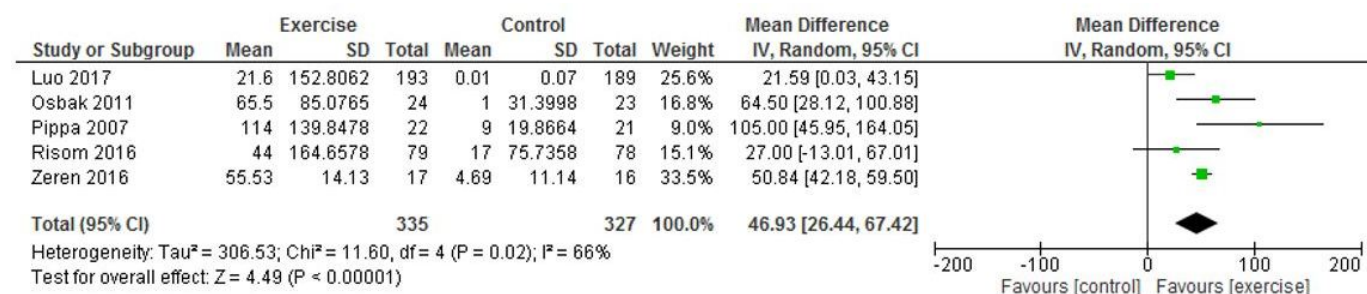 Exercise Control Mean Difference Mean Difference
Study or Subgroup Mean SD Total Mean SD Total Weight IV, Random, 95% CI IV, Random, 95% CI
Luo 2017 21.6 152.8062 193 0.01 0.07 189 25.6% 21.59 [0.03, 43.15]
Osbak 2011 65.5 85.0765 24 1 31.3998 23 16.8% 64.50 [28.12, 100.88]
Pippa 2007 114 139.8478 22 9 19.8664 21 9.0% 105.00 [45.95, 164.05]
Risom 2016 44 164.6578 79 17 75.7358 78 15.1% 27.00 [-13.01, 67.01]
Zeren 2016 55.53 14.13 17 4.69 11.14 16 33.5% 50.84 [42.18, 59.50]
Total (95% CI) 335 327 100.0% 46.93 [26.44, 67.42]
Heterogeneity: Tau² = 306.53; Chi² = 11.60, df = 4 (P = 0.02); I² = 66%
Test for overall effect: Z = 4.49 (P < 0.00001)
-200 -100 0 100 200
Favours [control] Favours [exercise]